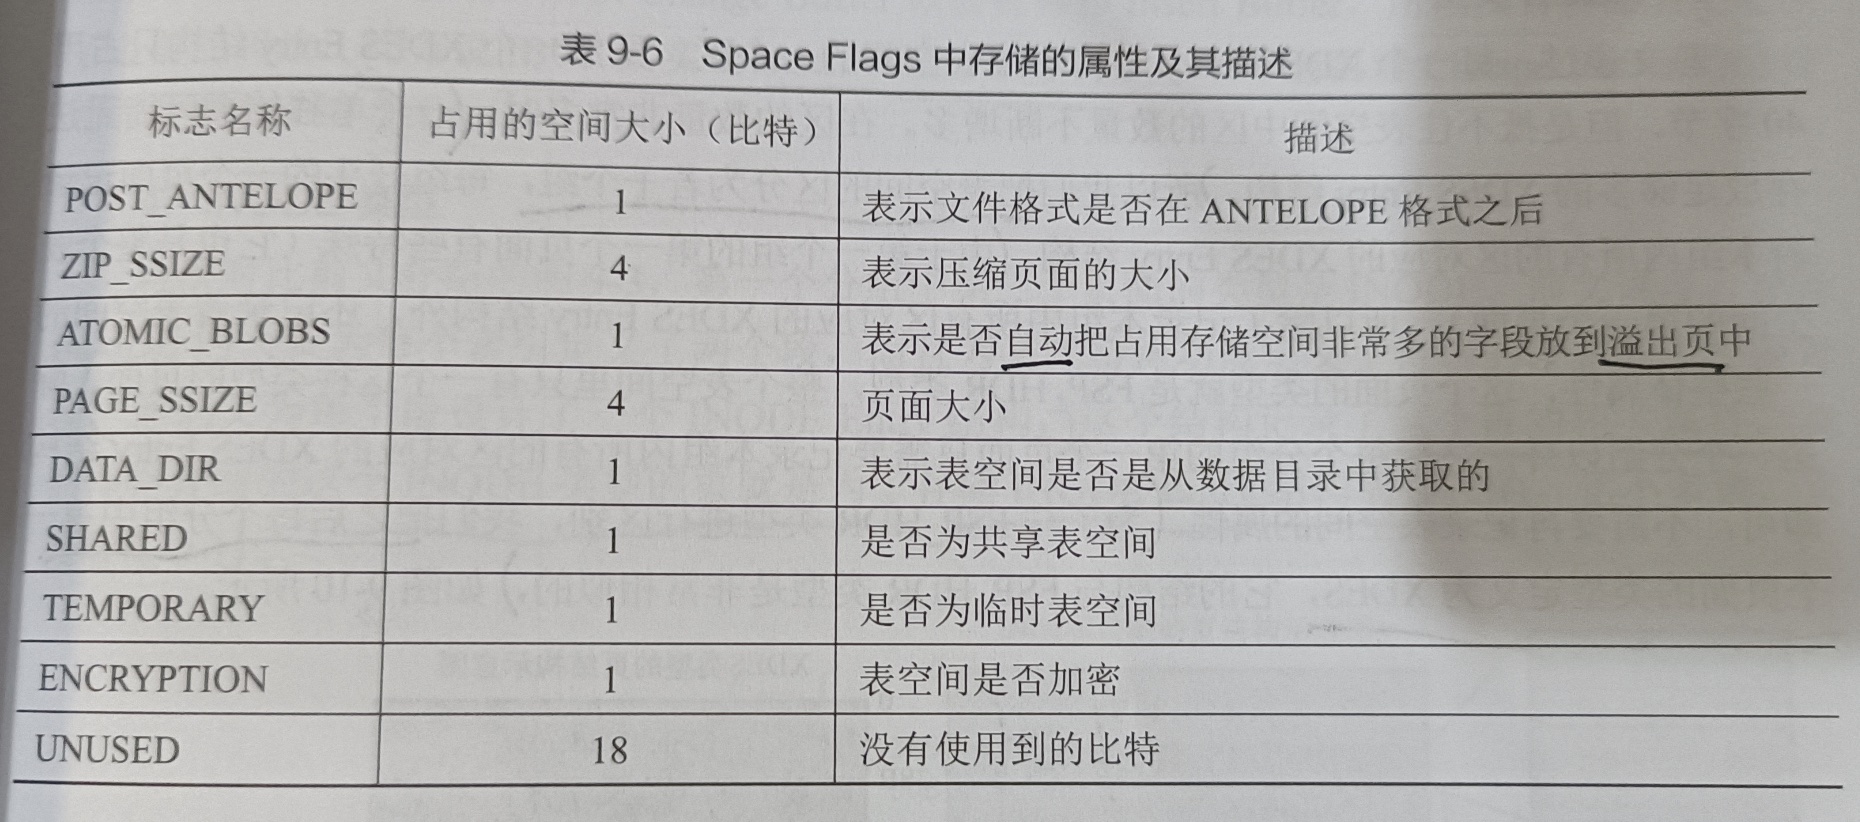 表 9-6 Space Flags 中存储的属性及其描述
标志名称 占用的空间大小（比特） 描述
POST_ANTELOPE 1 表示文件格式是否在 ANTELOPE 格式之后
ZIP_SSIZE 4 表示压缩页面的大小
ATOMIC_BLOBS 1 表示是否自动把占用存储空间非常多的字段放到溢出页中
PAGE_SSIZE 4 页面大小
DATA_DIR 1 表示表空间是否是从数据目录中获取的
SHARED 1 是否为共享表空间
TEMPORARY 1 是否为临时表空间
ENCRYPTION 1 表空间是否加密
UNUSED 18 没有使用到的比特